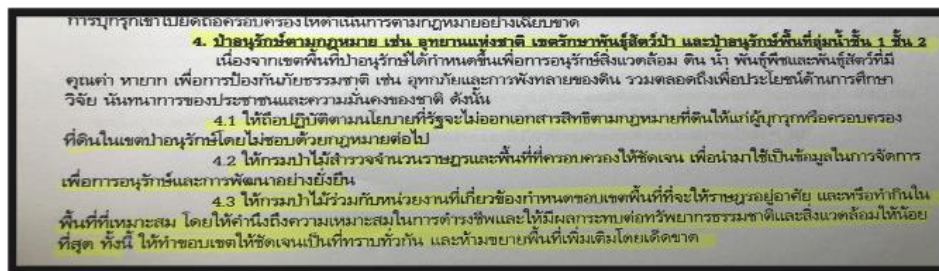 การบุกรุกเข้าไปยึดถือครอบครองให้ดำเนินการตามกฎหมายอย่างเฉียบขาด
4. ป่าอนุรักษ์ตามกฎหมาย เช่น อุทยานแห่งชาติ เขตรักษาพันธุ์สัตว์ป่า และป่าอนุรักษ์พื้นที่ลุ่มน้ำชั้น 1 ชั้น 2
เนื่องจากเขตพื้นที่ป่าอนุรักษ์ได้กำหนดขึ้นเพื่อการอนุรักษ์สิ่งแวดล้อม ดิน น้ำ พันธุ์พืชและพันธุ์สัตว์ที่มี
คุณค่า หายาก เพื่อการป้องกันภัยธรรมชาติ เช่น อุทกภัยและการพังทลายของดิน รวมตลอดถึงเพื่อประโยชน์ด้านการศึกษา
วิจัย นันทนาการของประชาชนและความมั่นคงของชาติ ดังนั้น
4.1 ให้ถือปฏิบัติตามนโยบายที่รัฐจะไม่ออกเอกสารสิทธิตามกฎหมายที่ดินให้แก่ผู้บุกรุกหรือครอบครอง
ที่ดินในเขตป่าอนุรักษ์โดยไม่ชอบด้วยกฎหมายต่อไป
4.2 ให้กรมป่าไม้สำรวจจำนวนราษฎรและพื้นที่ที่ครอบครองให้ชัดเจน เพื่อนำมาใช้เป็นข้อมูลในการจัดการ
เพื่อการอนุรักษ์และการพัฒนาอย่างยั่งยืน
4.3 ให้กรมป่าไม้ร่วมกับหน่วยงานที่เกี่ยวข้องกำหนดขอบเขตพื้นที่ที่จะให้ราษฎรอยู่อาศัย และหรือทำกินใน
พื้นที่ที่เหมาะสม โดยให้คำนึงถึงความเหมาะสมในการดำรงชีพและให้มีผลกระทบต่อทรัพยากรธรรมชาติและสิ่งแวดล้อมให้น้อย
ที่สุด ทั้งนี้ ให้ทำขอบเขตให้ชัดเจนเป็นที่ทราบทั่วกัน และห้ามขยายพื้นที่เพิ่มเติมโดยเด็ดขาด